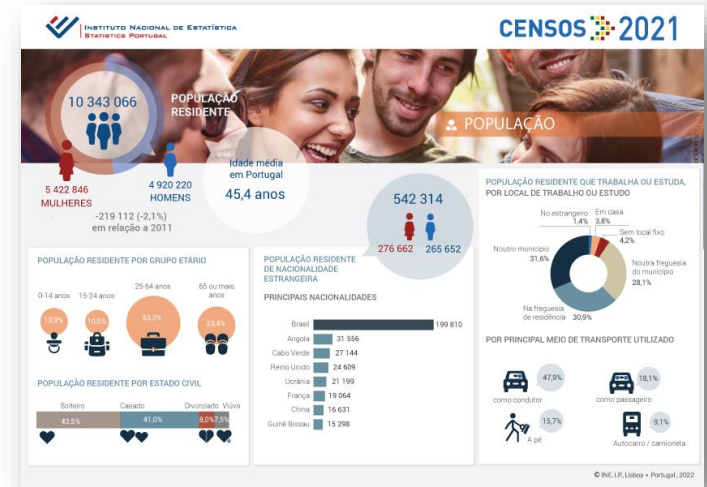 INSTITUTO NACIONAL DE ESTATÍSTICA
STATISTICS PORTUGAL
CENSOS 2021
10 343 066
POPULAÇÃO
RESIDENTE
POPULAÇÃO
5 422 846
MULHERES
4 920 220
HOMENS
-219 112 (-2,1%)
em relação a 2011
Idade média
em Portugal
45,4 anos
542 314
276 662
265 652
POPULAÇÃO RESIDENTE POR GRUPO ETÁRIO
0-14 anos
15-24 anos
25-64 anos
65 ou mais
anos
12,9%
10,5%
53,2%
23,4%
POPULAÇÃO RESIDENTE POR ESTADO CIVIL
Solteiro
Casado
Divorciado
Viúvo
43,5%
41,0%
8,0%
7,5%
POPULAÇÃO RESIDENTE
DE NACIONALIDADE
ESTRANGEIRA
PRINCIPAIS NACIONALIDADES
Brasil 199 810
Angola 31 556
Cabo Verde 27 144
Reino Unido 24 609
Ucrânia 21 199
França 19 064
China 16 631
Guiné Bissau 15 298
POPULAÇÃO RESIDENTE QUE TRABALHA OU ESTUDA,
POR LOCAL DE TRABALHO OU ESTUDO
No estrangeiro
1,4%
Em casa
3,8%
Sem local fixo
4,2%
Noutro município
31,6%
Noutra freguesia
do município
28,1%
Na freguesia
de residência 30,9%
POR PRINCIPAL MEIO DE TRANSPORTE UTILIZADO
47,9%
como condutor
18,1%
como passageiro
15,7%
A pé
9,1%
Autocarro / camioneta
© INE, I.P., Lisboa • Portugal, 2022